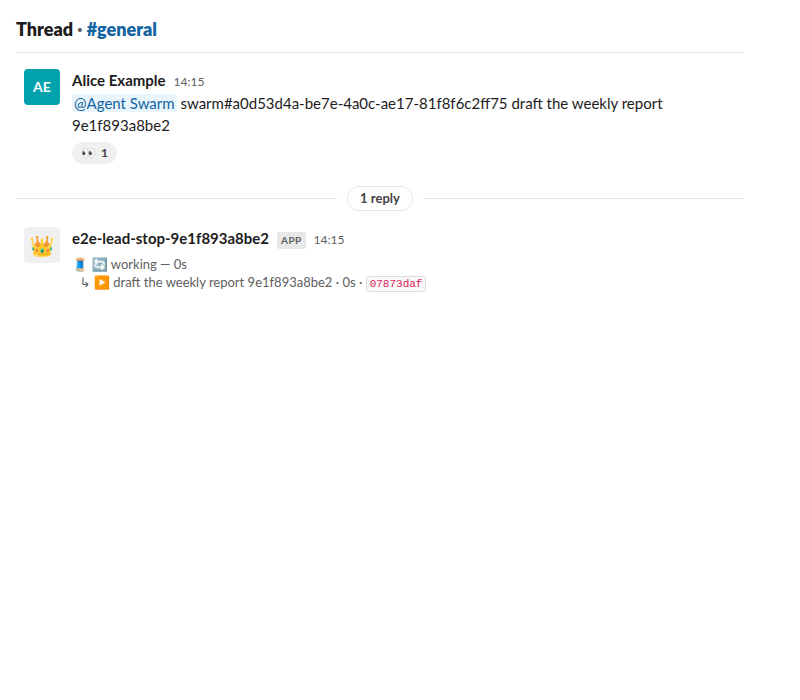 Thread • #general
AE
Alice Example 14:15
@Agent Swarm swarm#a0d53d4a-be7e-4a0c-ae17-81f8f6c2ff75 draft the weekly report
9e1f893a8be2
👀 1
1 reply
e2e-lead-stop-9e1f893a8be2 APP 14:15
🧵 🔄 working — 0s
↳ ▶️ draft the weekly report 9e1f893a8be2 · 0s · 07873daf